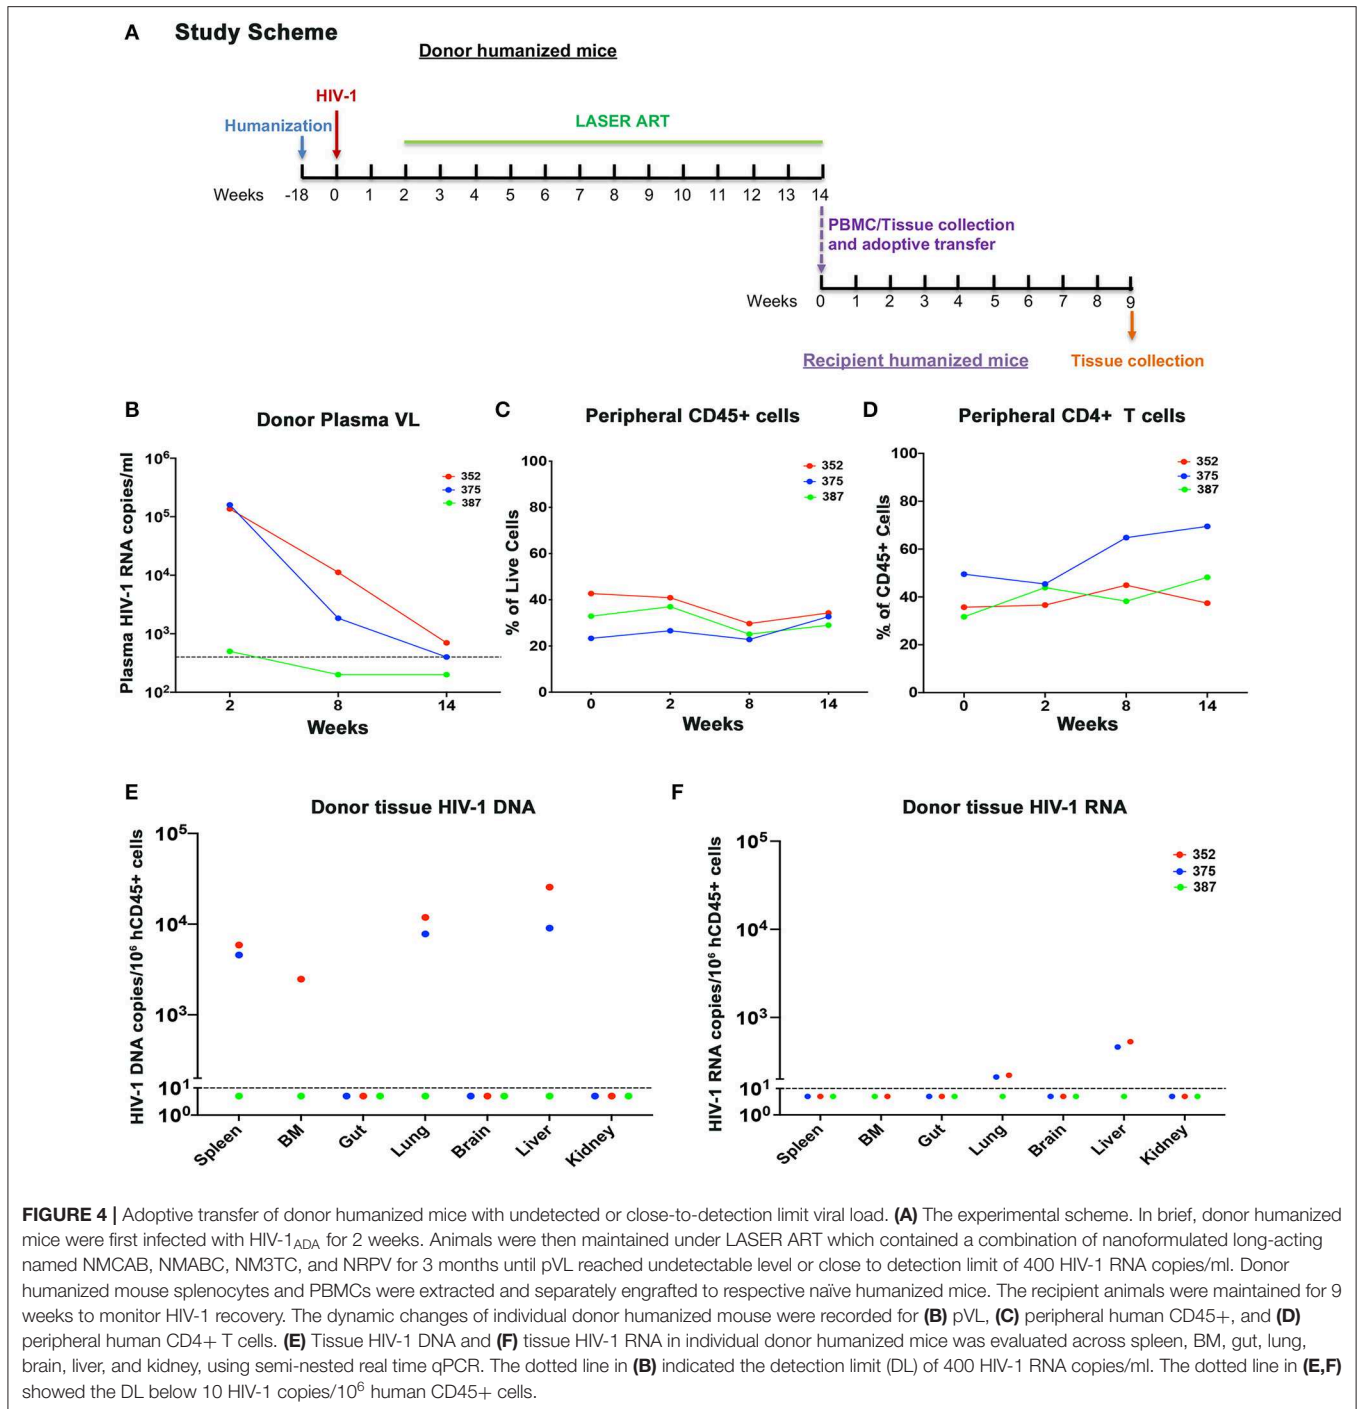 A Study Scheme
Donor humanized mice
HIV-1
Humanization
LASER ART
Weeks -18 0 1 2 3 4 5 6 7 8 9 10 11 12 13 14
PBMC/Tissue collection
and adoptive transfer
Weeks 0 1 2 3 4 5 6 7 8 9
Recipient humanized mice
Tissue collection
B
Donor Plasma VL
Plasma HIV-1 RNA copies/ml
10⁶
10⁵
10⁴
10³
10²
352
375
387
2 8 14
Weeks
C
Peripheral CD45+ cells
% of Live Cells
100
80
60
40
20
0
352
375
387
0 2 8 14
Weeks
D
Peripheral CD4+ T cells
% of CD45+ Cells
100
80
60
40
20
0
352
375
387
0 2 8 14
Weeks
E
Donor tissue HIV-1 DNA
HIV-1 DNA copies/10⁶ hCD45+ cells
10⁵
10⁴
10³
10¹
10⁰
Spleen BM Gut Lung Brain Liver Kidney
F
Donor tissue HIV-1 RNA
HIV-1 RNA copies/10⁶ hCD45+ cells
10⁵
10⁴
10³
10¹
10⁰
352
375
387
Spleen BM Gut Lung Brain Liver Kidney
FIGURE 4 | Adoptive transfer of donor humanized mice with undetected or close-to-detection limit viral load. (A) The experimental scheme. In brief, donor humanized
mice were first infected with HIV-1ADA for 2 weeks. Animals were then maintained under LASER ART which contained a combination of nanoformulated long-acting
named NMCAB, NMABC, NM3TC, and NRPV for 3 months until pVL reached undetectable level or close to detection limit of 400 HIV-1 RNA copies/ml. Donor
humanized mouse splenocytes and PBMCs were extracted and separately engrafted to respective naïve humanized mice. The recipient animals were maintained for 9
weeks to monitor HIV-1 recovery. The dynamic changes of individual donor humanized mouse were recorded for (B) pVL, (C) peripheral human CD45+, and (D)
peripheral human CD4+ T cells. (E) Tissue HIV-1 DNA and (F) tissue HIV-1 RNA in individual donor humanized mice was evaluated across spleen, BM, gut, lung,
brain, liver, and kidney, using semi-nested real time qPCR. The dotted line in (B) indicated the detection limit (DL) of 400 HIV-1 RNA copies/ml. The dotted line in (E,F)
showed the DL below 10 HIV-1 copies/10⁶ human CD45+ cells.